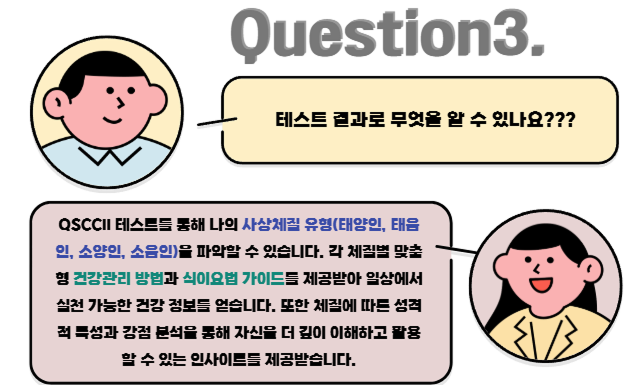 Question3.
테스트 결과로 무엇을 알 수 있나요???
QSCCII 테스트를 통해 나의 사상체질 유형(태양인, 태음
인, 소양인, 소음인)을 파악할 수 있습니다. 각 체질별 맞춤
형 건강관리 방법과 식이요법 가이드를 제공받아 일상에서
실천 가능한 건강 정보를 얻습니다. 또한 체질에 따른 성격
적 특성과 강점 분석을 통해 자신을 더 깊이 이해하고 활용
할 수 있는 인사이트를 제공받습니다.